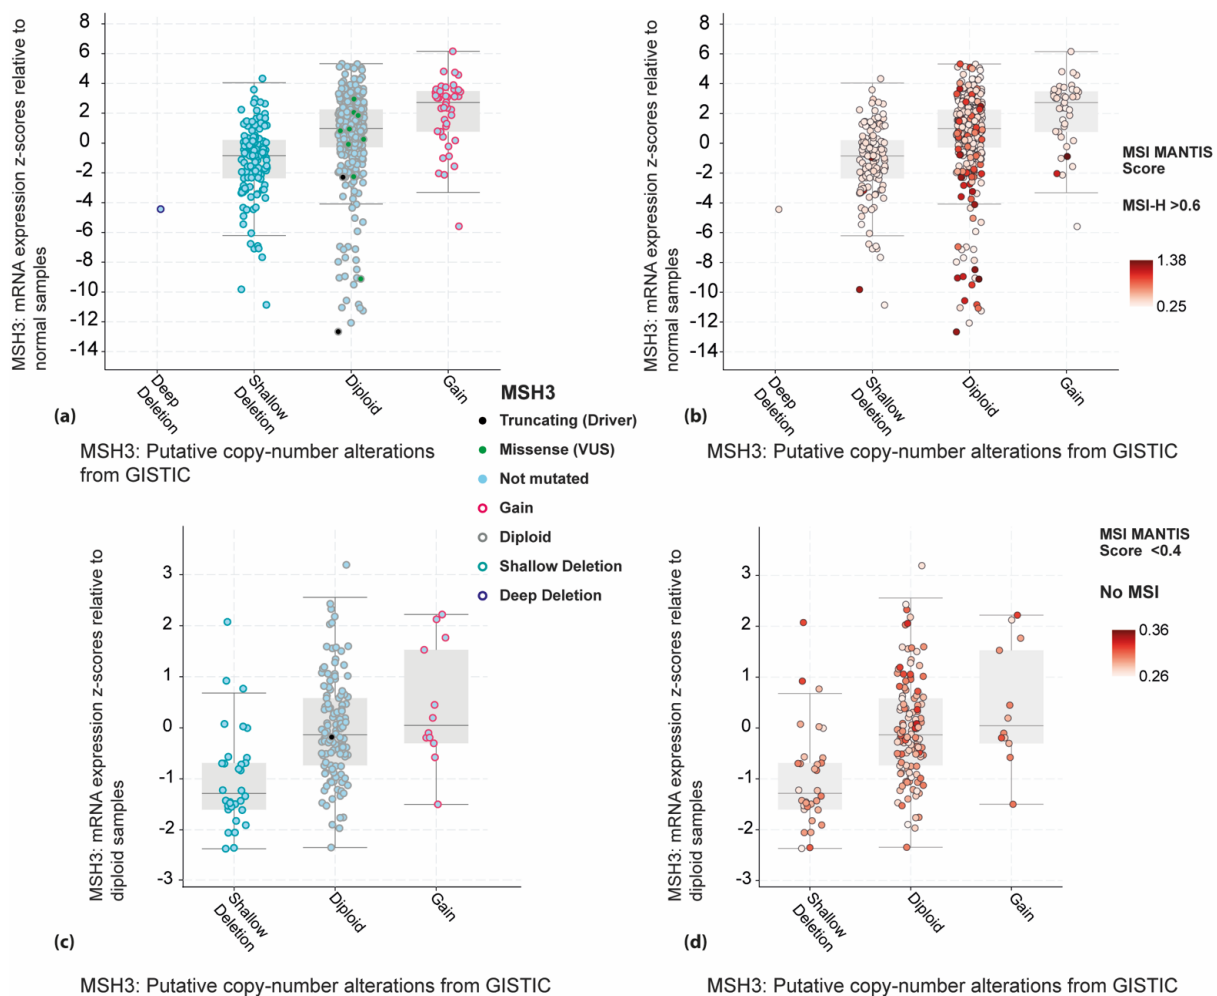 MSH3: mRNA expression z-scores relative to
normal samples
8
6
4
2
0
-2
-4
-6
-8
-10
-12
-14
Deep
Deletion
Shallow
Deletion
Diploid
Gain
(a)
MSH3: Putative copy-number alterations
from GISTIC
MSH3: mRNA expression z-scores relative to
normal samples
8
6
4
2
0
-2
-4
-6
-8
-10
-12
-14
Deep
Deletion
Shallow
Deletion
Diploid
Gain
(b)
MSH3: Putative copy-number alterations from GISTIC
MSI MANTIS
Score
MSI-H >0.6
1.38
0.25
MSH3
Truncating (Driver)
Missense (VUS)
Not mutated
Gain
Diploid
Shallow Deletion
Deep Deletion
MSH3: mRNA expression z-scores relative to
diploid samples
3
2
1
0
-1
-2
-3
Shallow
Deletion
Diploid
Gain
(c)
MSH3: Putative copy-number alterations from GISTIC
MSH3: mRNA expression z-scores relative to
diploid samples
3
2
1
0
-1
-2
-3
Shallow
Deletion
Diploid
Gain
(d)
MSH3: Putative copy-number alterations from GISTIC
MSI MANTIS
Score <0.4
No MSI
0.36
0.26